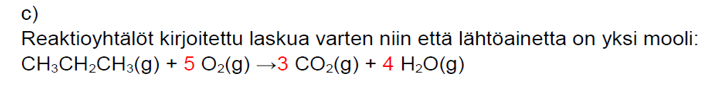 c)
Reaktioyhtälöt kirjoitettu laskua varten niin että lähtöainetta on yksi mooli:
CH₃CH₂CH₃(g) + 5 O₂(g) →3 CO₂(g) + 4 H₂O(g)